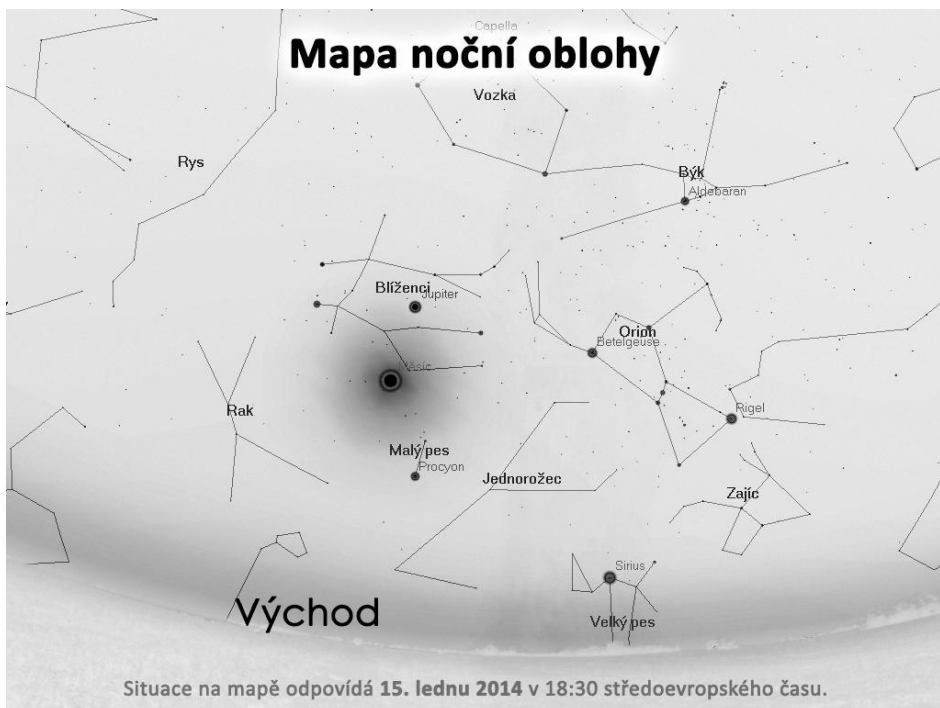 Capella
Mapa noční oblohy
Vozka
Rys
Býk
Aldebaran
Blíženci
Jupiter
Orion
Betelgeuse
Měsíc
Rak
Rigel
Malý pes
Procyon
Jednorožec
Zajíc
Sirius
Východ
Velký pes
Situace na mapě odpovídá 15. lednu 2014 v 18:30 středoevropského času.